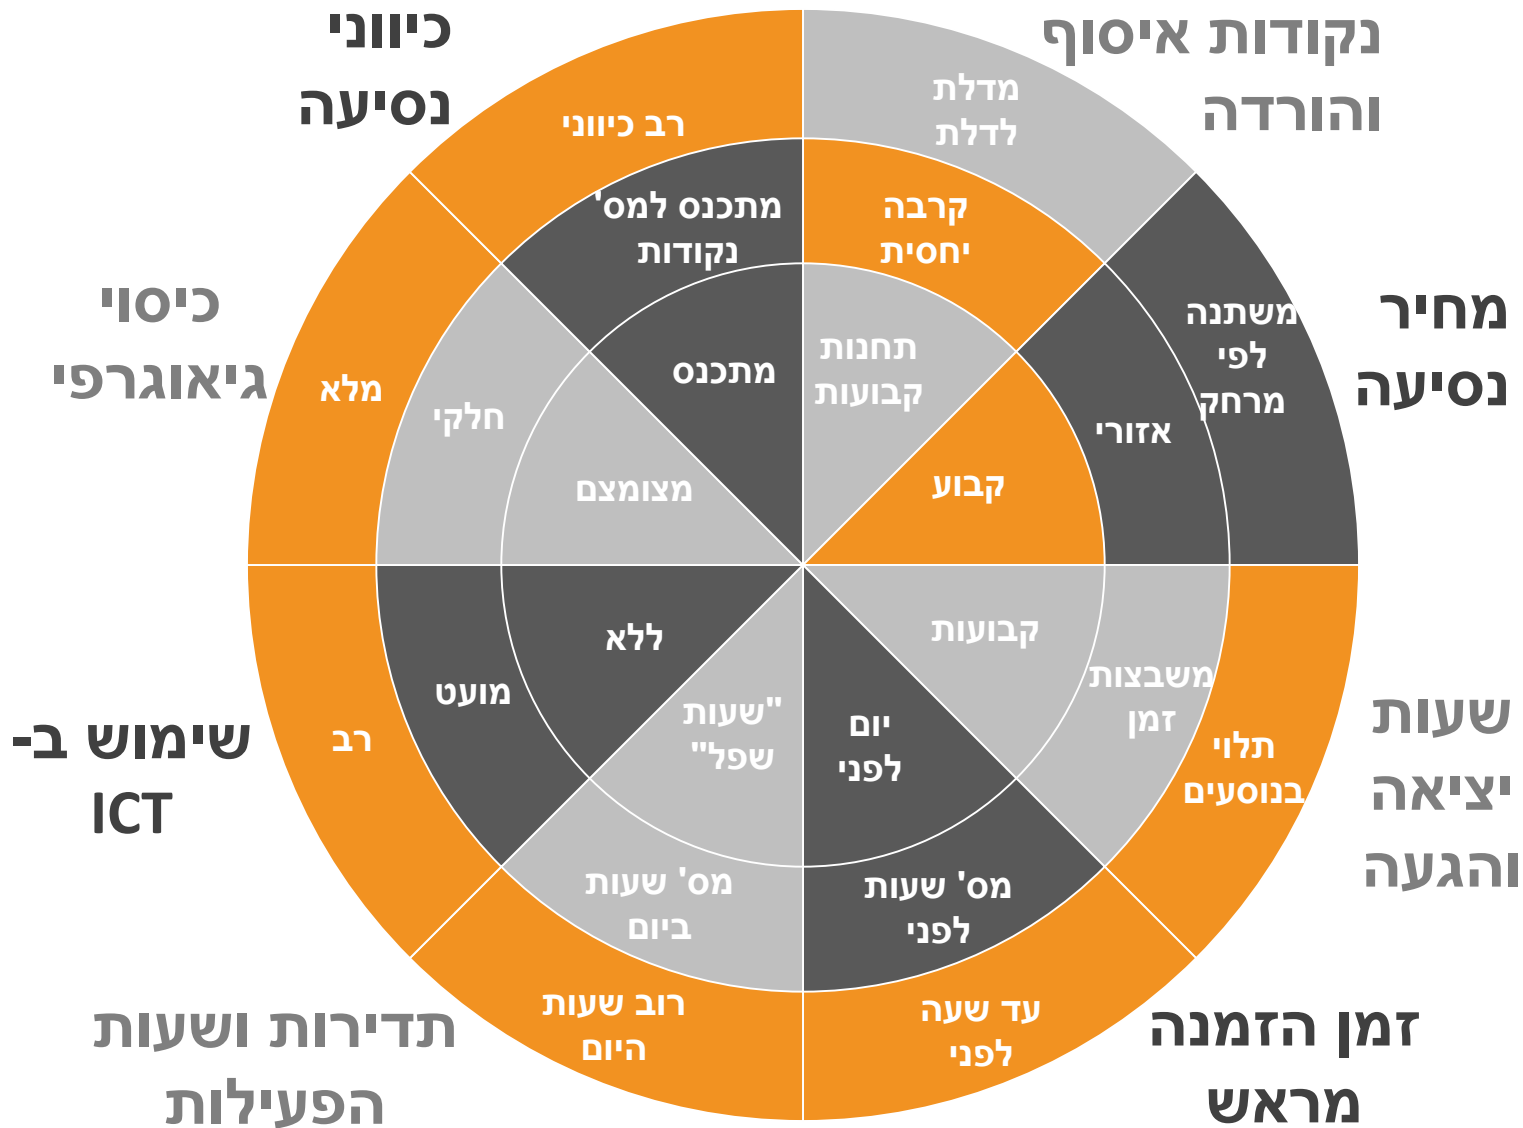 נקודות איסוף
והורדה
מדלת
לדלת
קרבה
יחסית
תחנות
קבועות
מחיר
נסיעה
משתנה
לפי
מרחק
אזורי
קבוע
שעות
יציאה
והגעה
תלוי
בנוסעים
משבצות
זמן
קבועות
זמן הזמנה
מראש
עד שעה
לפני
מס' שעות
לפני
יום
לפני
תדירות ושעות
הפעילות
רוב שעות
היום
מס' שעות
ביום
"שעות
שפל"
שימוש ב-
ICT
רב
מועט
ללא
כיסוי
גיאוגרפי
מלא
חלקי
מצומצם
כיווני
נסיעה
רב כיווני
מתכנס למס'
נקודות
מתכנס